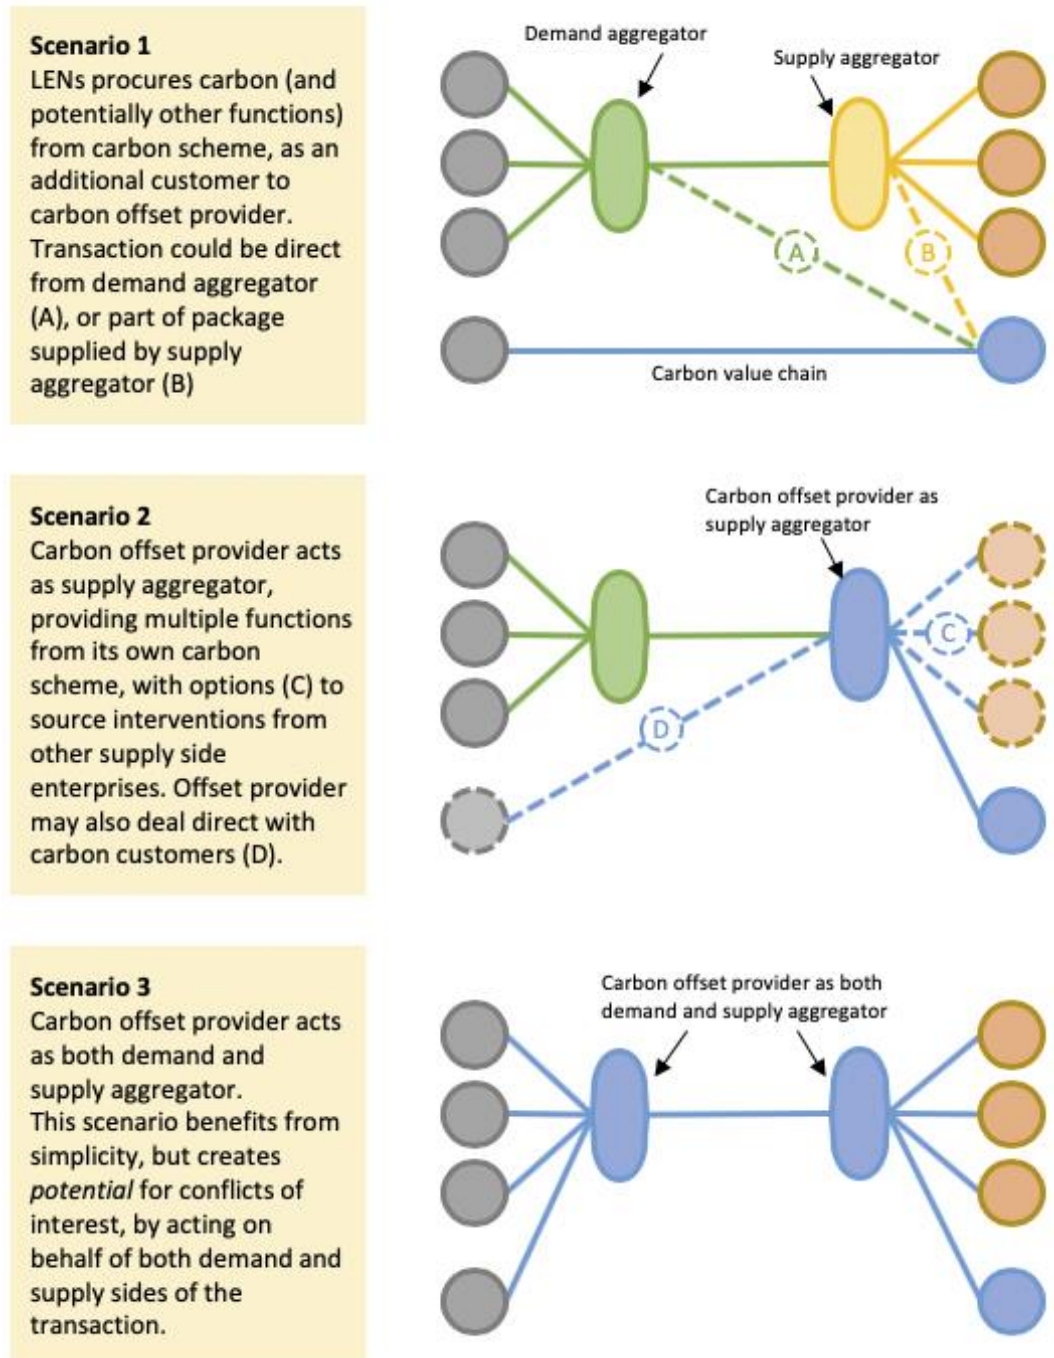 Scenario 1
LENs procures carbon (and
potentially other functions)
from carbon scheme, as an
additional customer to
carbon offset provider.
Transaction could be direct
from demand aggregator
(A), or part of package
supplied by supply
aggregator (B)
Demand aggregator
Supply aggregator
A
B
Carbon value chain
Scenario 2
Carbon offset provider acts
as supply aggregator,
providing multiple functions
from its own carbon
scheme, with options (C) to
source interventions from
other supply side
enterprises. Offset provider
may also deal direct with
carbon customers (D).
Carbon offset provider as
supply aggregator
C
D
Scenario 3
Carbon offset provider acts
as both demand and
supply aggregator.
This scenario benefits from
simplicity, but creates
potential for conflicts of
interest, by acting on
behalf of both demand and
supply sides of the
transaction.
Carbon offset provider as both
demand and supply aggregator